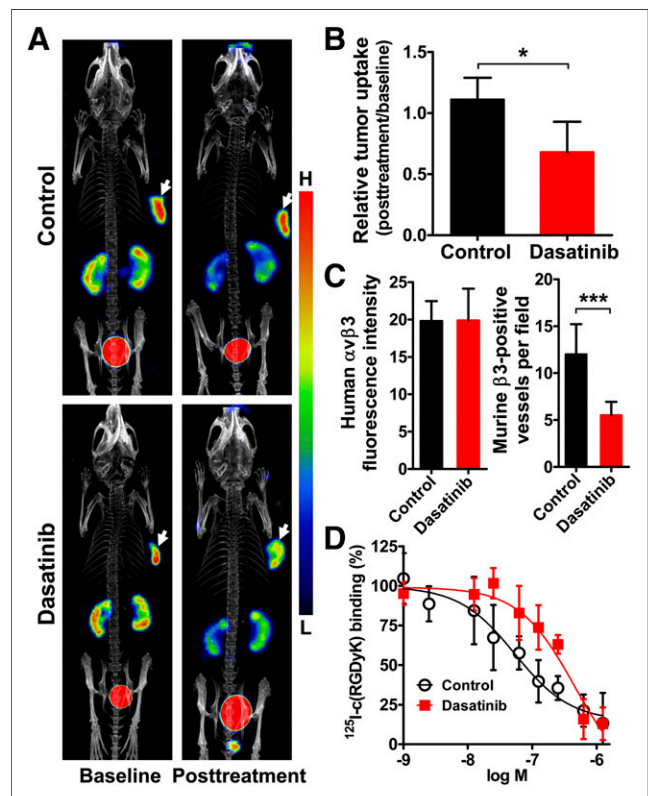 A
Control
Dasatinib
Baseline
Posttreatment
H
L
B
Relative tumor uptake
(posttreatment/baseline)
1.5
1.0
0.5
0.0
*
Control
Dasatinib
C
Human αvβ3
fluorescence intensity
25
20
15
10
5
0
Control
Dasatinib
Murine β3-positive
vessels per field
20
15
10
5
0
***
Control
Dasatinib
D
¹²⁵I-c(RGDyK) binding (%)
125
100
75
50
25
0
Control
Dasatinib
-9
-8
-7
-6
log M